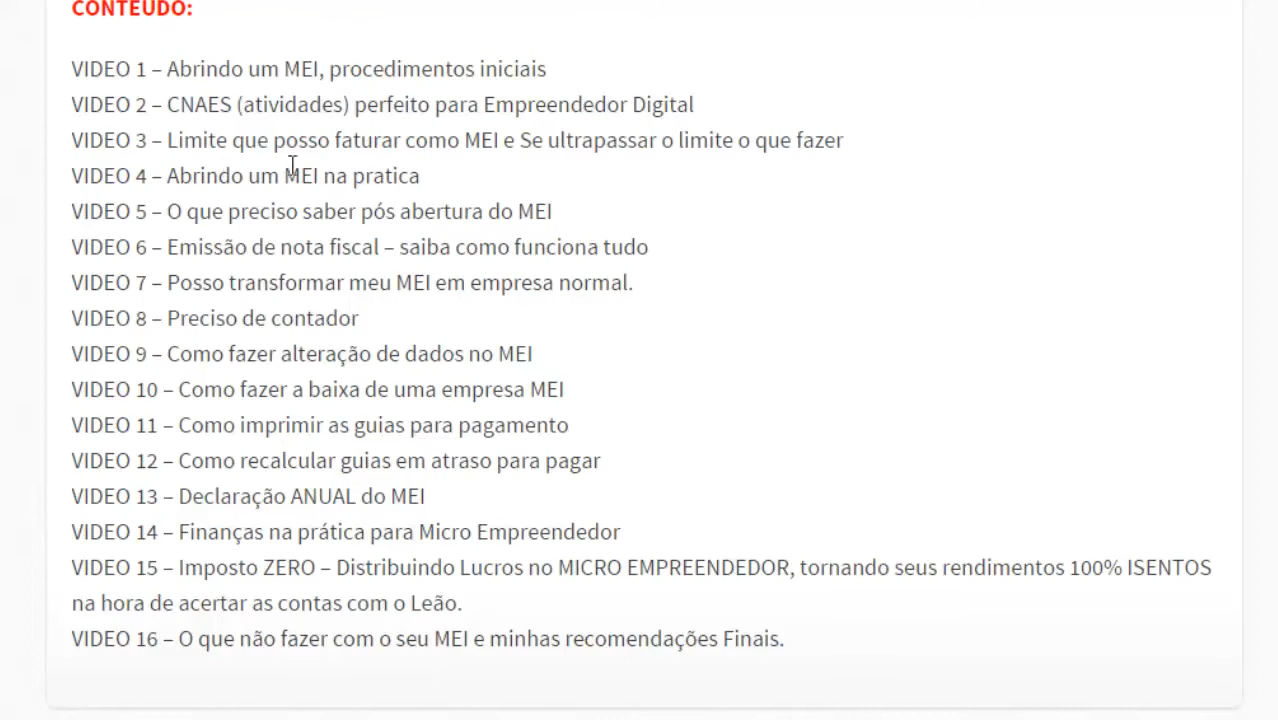 CONTEÚDO:
VIDEO 1 – Abrindo um MEI, procedimentos iniciais
VIDEO 2 – CNAES (atividades) perfeito para Empreendedor Digital
VIDEO 3 – Limite que posso faturar como MEI e Se ultrapassar o limite o que fazer
VIDEO 4 – Abrindo um MEI na pratica
VIDEO 5 – O que preciso saber pós abertura do MEI
VIDEO 6 – Emissão de nota fiscal – saiba como funciona tudo
VIDEO 7 – Posso transformar meu MEI em empresa normal.
VIDEO 8 – Preciso de contador
VIDEO 9 – Como fazer alteração de dados no MEI
VIDEO 10 – Como fazer a baixa de uma empresa MEI
VIDEO 11 – Como imprimir as guias para pagamento
VIDEO 12 – Como recalcular guias em atraso para pagar
VIDEO 13 – Declaração ANUAL do MEI
VIDEO 14 – Finanças na prática para Micro Empreendedor
VIDEO 15 – Imposto ZERO – Distribuindo Lucros no MICRO EMPREENDEDOR, tornando seus rendimentos 100% ISENTOS
na hora de acertar as contas com o Leão.
VIDEO 16 – O que não fazer com o seu MEI e minhas recomendações Finais.